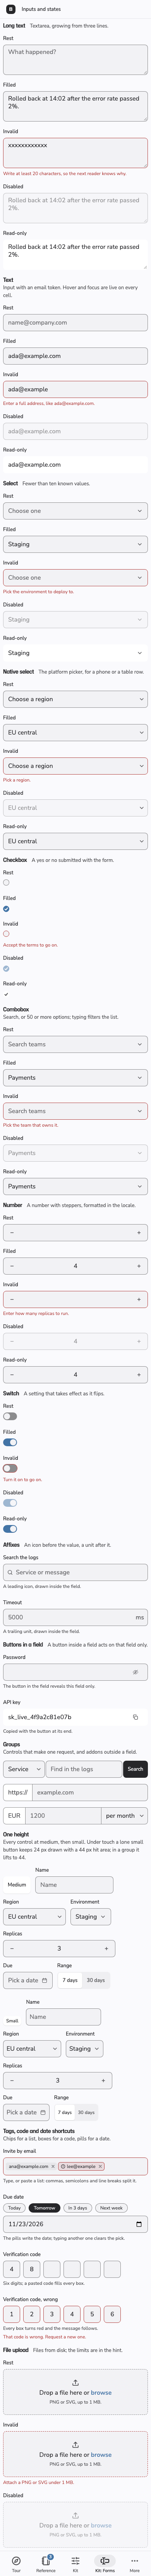 B Inputs and states
Long text Textarea, growing from three lines.
Rest
What happened?
Filled
Rolled back at 14:02 after the error rate passed
2%.
Invalid
xxxxxxxxxxxx
Write at least 20 characters, so the next reader knows why.
Disabled
Rolled back at 14:02 after the error rate passed
2%.
Read-only
Rolled back at 14:02 after the error rate passed
2%.
Text
Input with an email token. Hover and focus are live on every
cell.
Rest
name@company.com
Filled
ada@example.com
Invalid
ada@example
Enter a full address, like ada@example.com.
Disabled
ada@example.com
Read-only
ada@example.com
Select Fewer than ten known values.
Rest
Choose one
Filled
Staging
Invalid
Choose one
Pick the environment to deploy to.
Disabled
Staging
Read-only
Staging
Native select The platform picker, for a phone or a table row.
Rest
Choose a region
Filled
EU central
Invalid
Choose a region
Pick a region.
Disabled
EU central
Read-only
EU central
Checkbox A yes or no submitted with the form.
Rest
Filled
Invalid
Accept the terms to go on.
Disabled
Read-only
Combobox
Search, or 50 or more options; typing filters the list.
Rest
Search teams
Filled
Payments
Invalid
Search teams
Pick the team that owns it.
Disabled
Payments
Read-only
Payments
Number A number with steppers, formatted in the locale.
Rest
− +
Filled
− 4 +
Invalid
− +
Enter how many replicas to run.
Disabled
− 4 +
Read-only
− 4 +
Switch A setting that takes effect as it flips.
Rest
Filled
Invalid
Turn it on to go on.
Disabled
Read-only
Affixes An icon before the value, a unit after it.
Search the logs
Service or message
A leading icon, drawn inside the field.
Timeout
5000 ms
A trailing unit, drawn inside the field.
Buttons in a field A button inside a field acts on that field only.
Password
The button in the field reveals this field only.
API key
sk_live_4f9a2c81e07b
Copied with the button at its end.
Groups
Controls that make one request, and addons outside a field.
Service Find in the logs Search
https:// example.com
EUR 1200 per month
One height
Every control at medium, then small. Under touch a lone small
button keeps 24 px drawn with a 44 px hit area; in a group it
lifts to 44.
Name
Medium Name
Region Environment
EU central Staging
Replicas
− 3 +
Due Range
Pick a date 7 days 30 days
Name
Small Name
Region Environment
EU central Staging
Replicas
− 3 +
Due Range
Pick a date 7 days 30 days
Tags, code and date shortcuts
Chips for a list, boxes for a code, pills for a date.
Invite by email
ana@example.com lee@example
Type, or paste a list: commas, semicolons and line breaks split it.
Due date
Today Tomorrow In 3 days Next week
11/23/2026
The pills write the date; typing another one clears the pick.
Verification code
4 8
Six digits; a pasted code fills every box.
Verification code, wrong
1 2 3 4 5 6
Every box turns red and the message follows.
That code is wrong. Request a new one.
File upload Files from disk; the limits are in the hint.
Rest
Drop a file here or browse
PNG or SVG, up to 1 MB.
Invalid
Drop a file here or browse
PNG or SVG, up to 1 MB.
Attach a PNG or SVG under 1 MB.
Disabled
Drop a file here or browse
PNG or SVG, up to 1 MB.
Tour Reference Kit Kit: Forms More